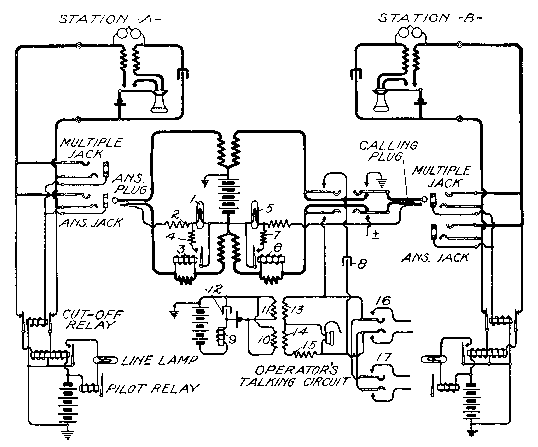 STATION -A-
STATION -B-
MULTIPLE
JACK
ANS.
PLUG
ANS. JACK
CALLING
PLUG
MULTIPLE
JACK
ANS. JACK
1
2
3
4
5
6
7
8
±
CUT-OFF
RELAY
LINE LAMP
PILOT RELAY
12
9
11
10
13
14
15
16
17
OPERATOR'S
TALKING CIRCUIT